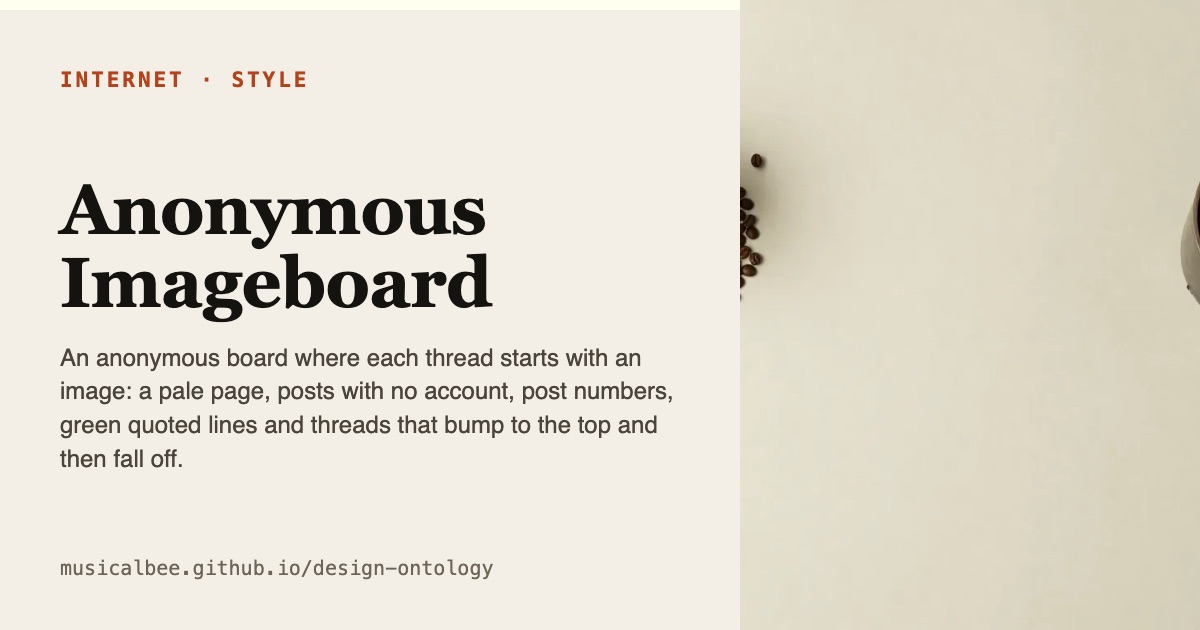 INTERNET · STYLE
Anonymous
Imageboard
An anonymous board where each thread starts with an
image: a pale page, posts with no account, post numbers,
green quoted lines and threads that bump to the top and
then fall off.
musicalbee.github.io/design-ontology